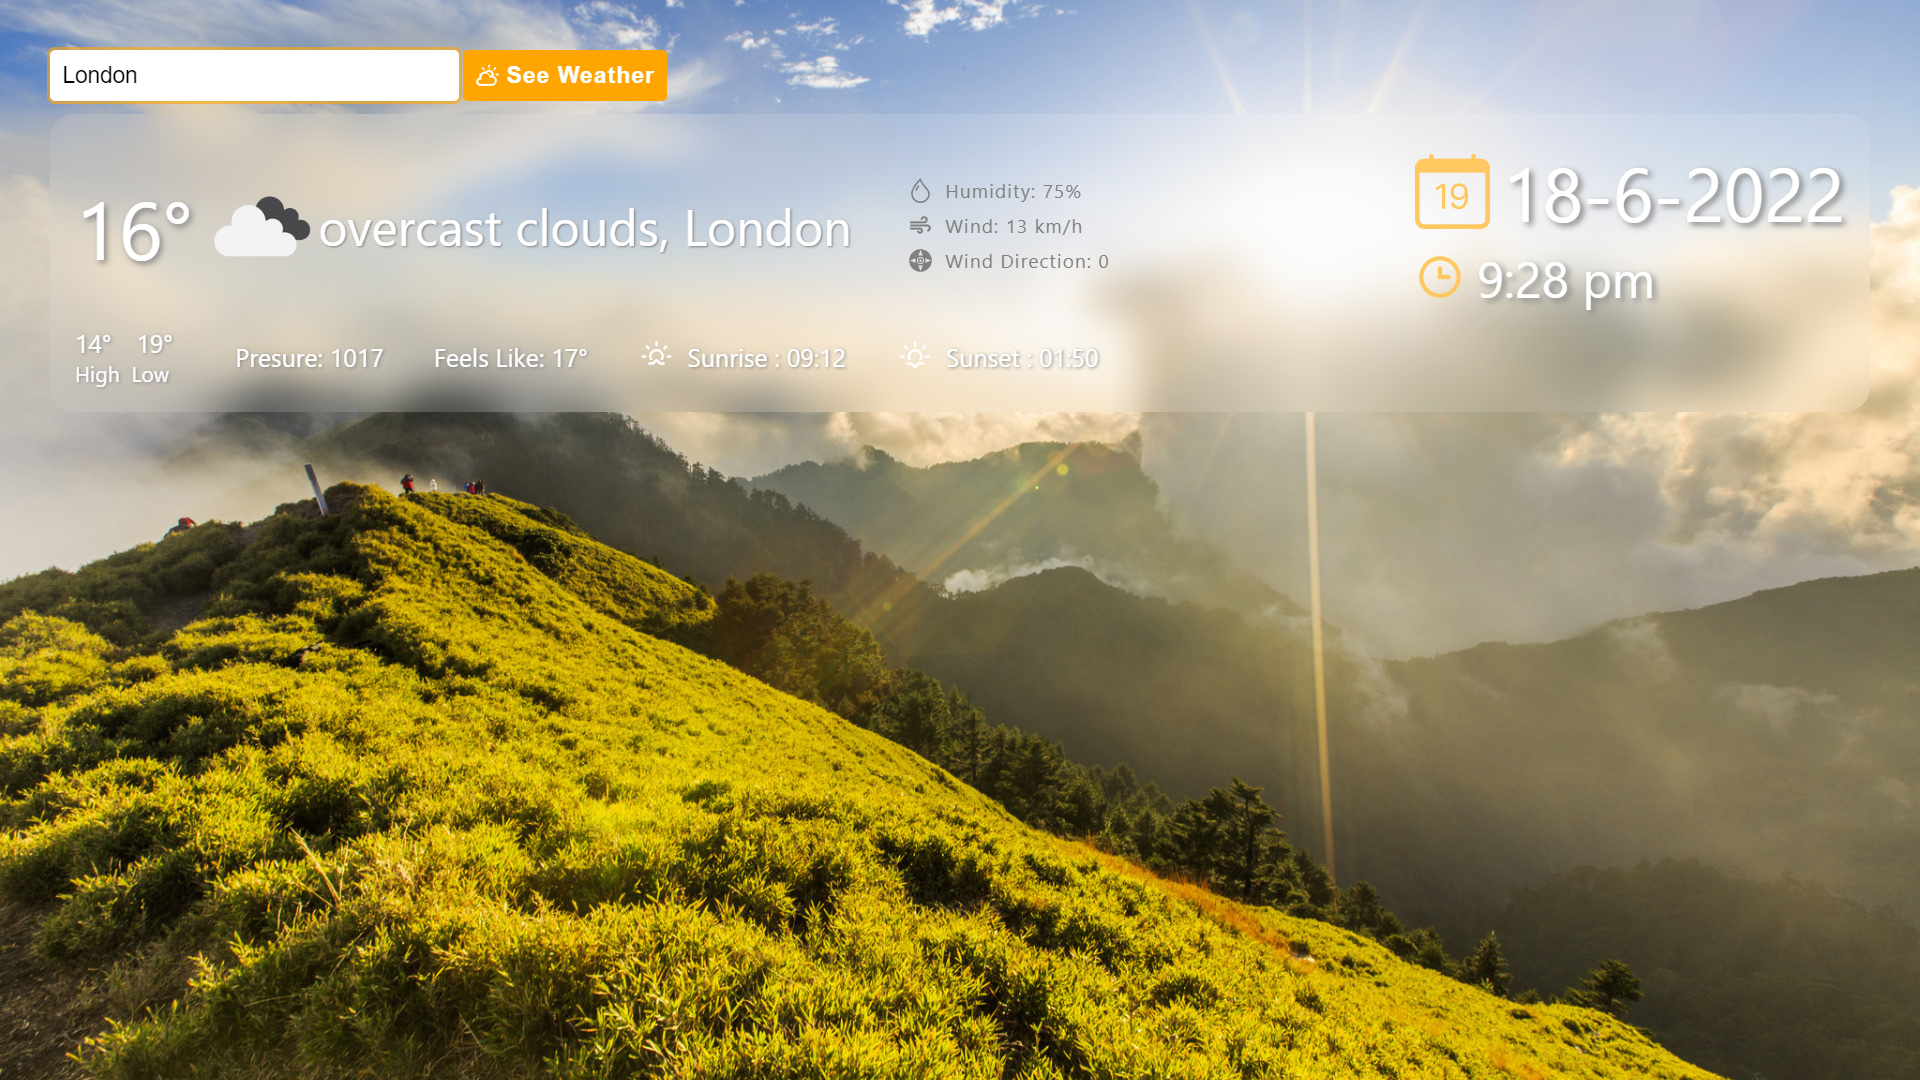 London
See Weather
16° overcast clouds, London
Humidity: 75%
Wind: 13 km/h
Wind Direction: 0
19 18-6-2022
9:28 pm
14° 19°
High Low
Presure: 1017
Feels Like: 17°
Sunrise : 09:12
Sunset : 01:50